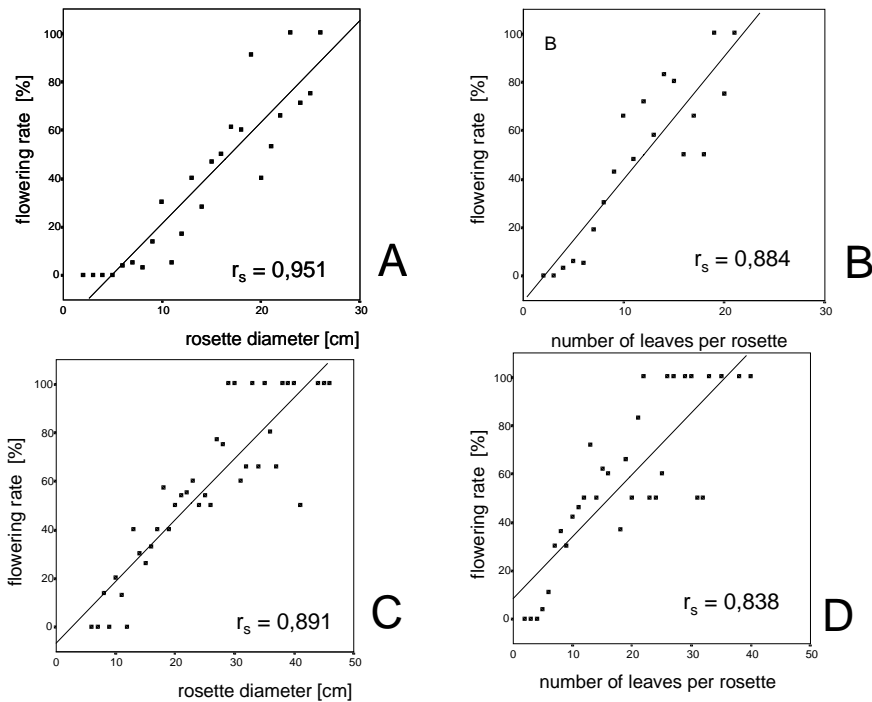 100
80
60
40
20
0
flowering rate [%]
0 10 20 30
rosette diameter [cm]
r_s = 0,951
A
100
80
60
40
20
0
flowering rate [%]
B
0 10 20 30
number of leaves per rosette
r_s = 0,884
B
100
80
60
40
20
0
flowering rate [%]
0 10 20 30 40 50
rosette diameter [cm]
r_s = 0,891
C
100
80
60
40
20
0
flowering rate [%]
0 10 20 30 40 50
number of leaves per rosette
r_s = 0,838
D